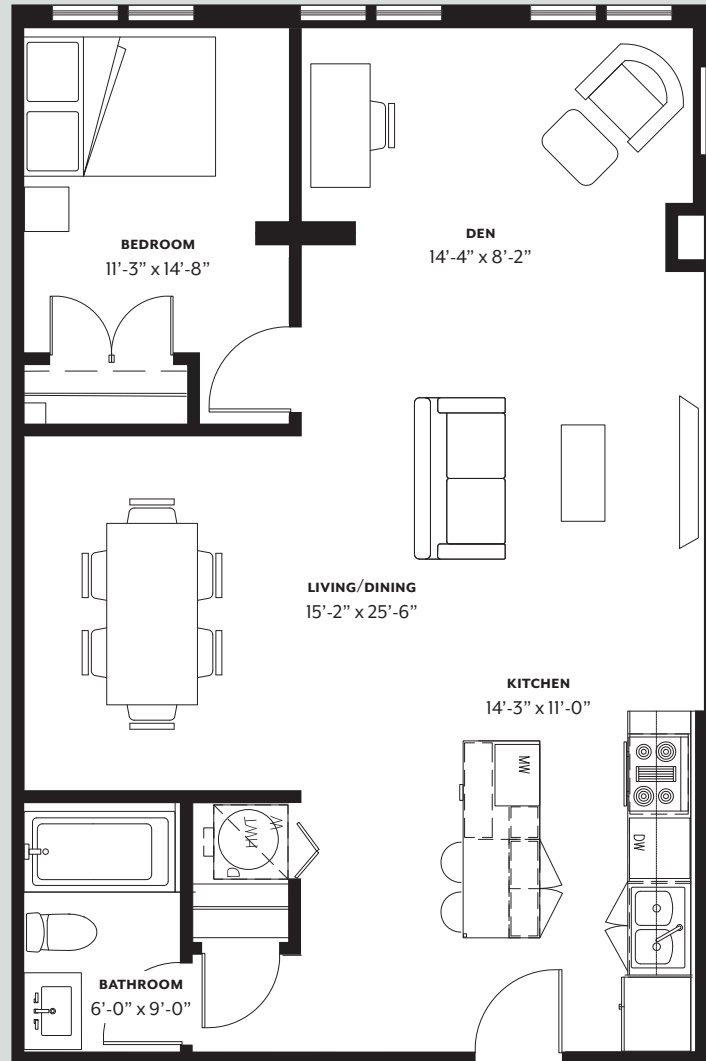 BEDROOM
11’-3” x 14’-8”
DEN
14’-4” x 8’-2”
LIVING/DINING
15’-2” x 25’-6”
KITCHEN
14’-3” x 11’-0”
MW
DW
W
HWT
D
BATHROOM
6’-0” x 9’-0”